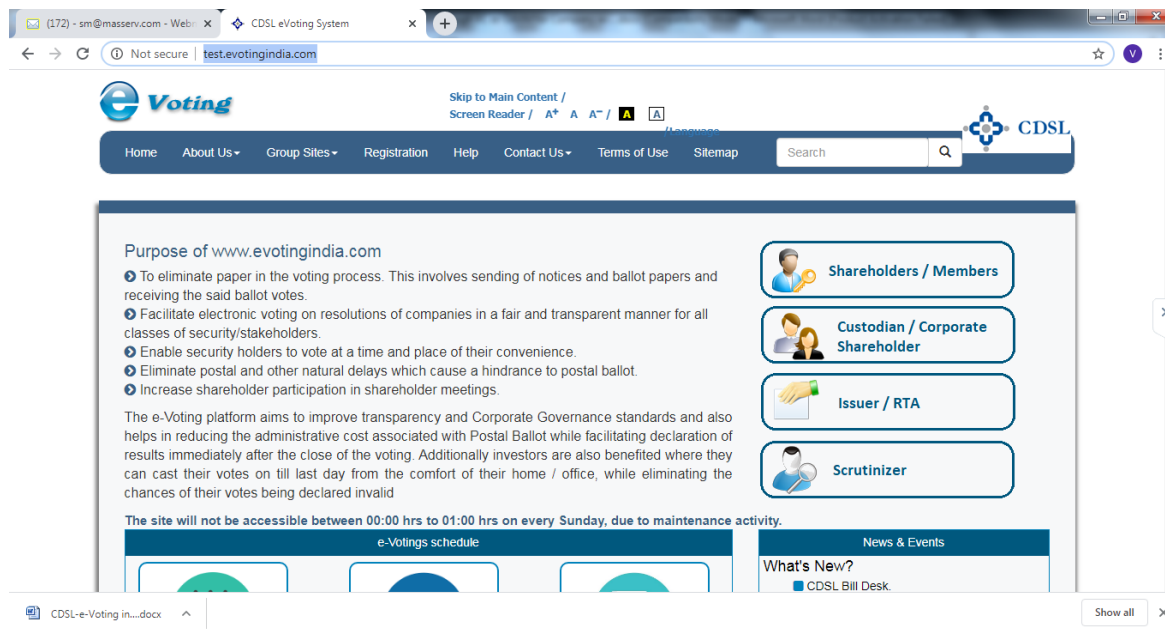 (172) - sm@masserv.com - Webm
CDSL eVoting System
Not secure | test.evotingindia.com
V
e Voting
Skip to Main Content /
Screen Reader / A+ A A- / A A
/Language
CDSL
Home About Us Group Sites Registration Help Contact Us Terms of Use Sitemap Search
Purpose of www.evotingindia.com
To eliminate paper in the voting process. This involves sending of notices and ballot papers and
receiving the said ballot votes.
Facilitate electronic voting on resolutions of companies in a fair and transparent manner for all
classes of security/stakeholders.
Enable security holders to vote at a time and place of their convenience.
Eliminate postal and other natural delays which cause a hindrance to postal ballot.
Increase shareholder participation in shareholder meetings.
The e-Voting platform aims to improve transparency and Corporate Governance standards and also
helps in reducing the administrative cost associated with Postal Ballot while facilitating declaration of
results immediately after the close of the voting. Additionally investors are also benefited where they
can cast their votes on till last day from the comfort of their home / office, while eliminating the
chances of their votes being declared invalid
Shareholders / Members
Custodian / Corporate
Shareholder
Issuer / RTA
Scrutinizer
The site will not be accessible between 00:00 hrs to 01:00 hrs on every Sunday, due to maintenance activity.
e-Votings schedule
News & Events
What's New?
CDSL Bill Desk.
CDSL-e-Voting in....docx
Show all